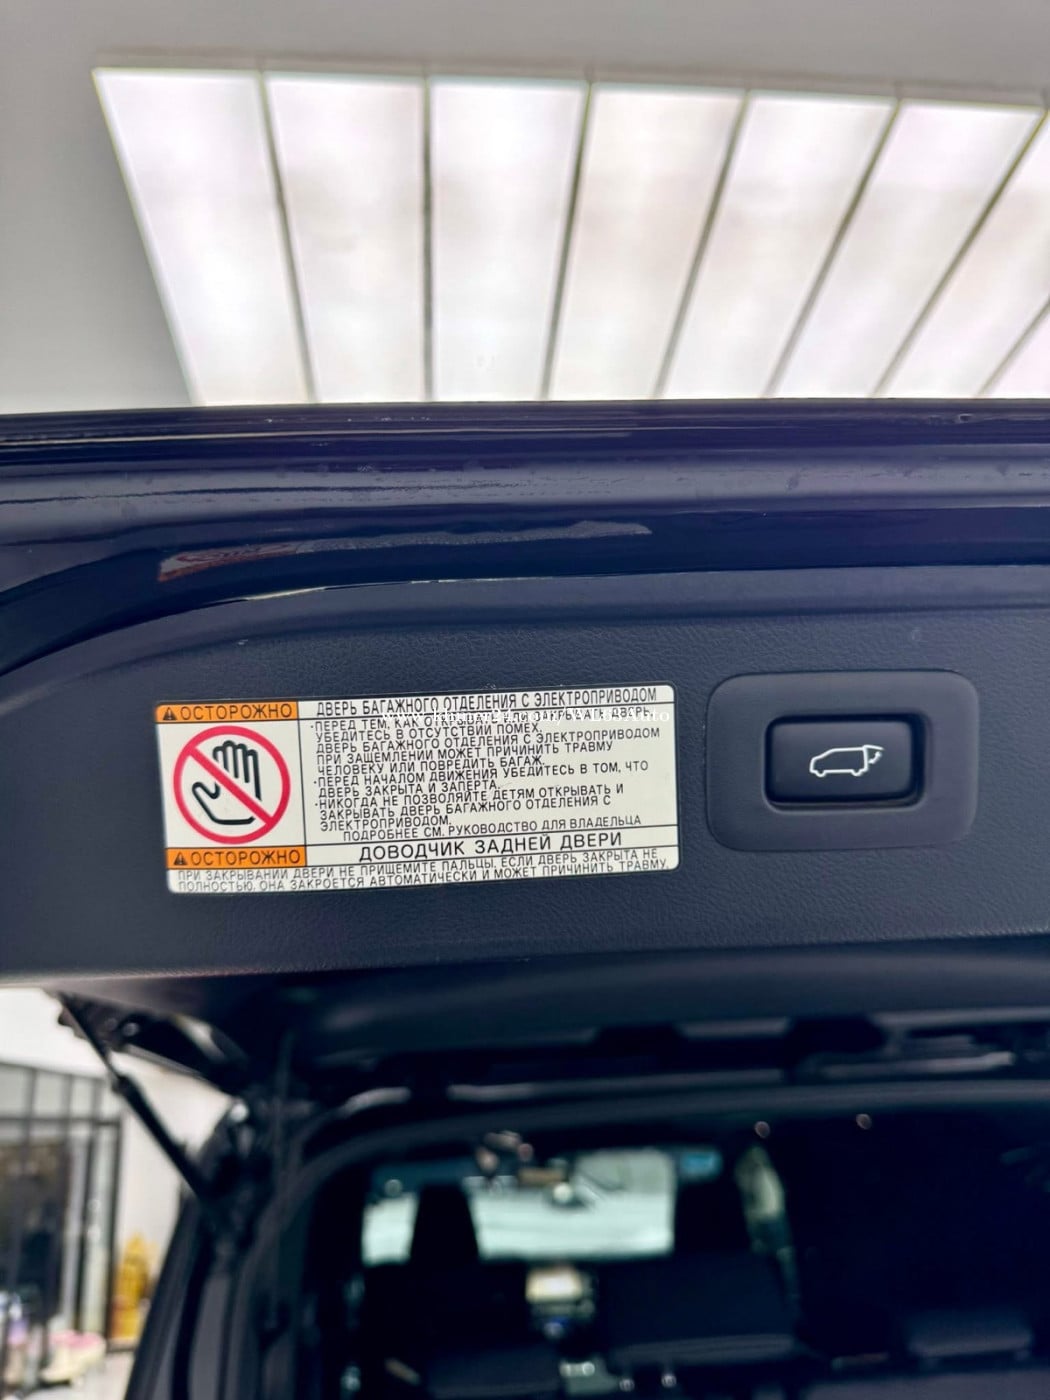 ОСТОРОЖНО
ДВЕРЬ БАГАЖНОГО ОТДЕЛЕНИЯ С ЭЛЕКТРОПРИВОДОМ
ПЕРЕД ТЕМ, КАК ОТКРЫТЬ ДВЕРЬ,
УБЕДИТЕСЬ В ОТСУТСТВИИ ПОМЕХ.
ДВЕРЬ БАГАЖНОГО ОТДЕЛЕНИЯ С ЭЛЕКТРОПРИВОДОМ
ПРИ ЗАЩЕМЛЕНИИ МОЖЕТ ПРИЧИНИТЬ ТРАВМУ
ЧЕЛОВЕКУ ИЛИ ВРЕДИТЬ БАГАЖ.
·ПЕРЕД НАЧАЛОМ ДВИЖЕНИЯ УБЕДИТЕСЬ В ТОМ, ЧТО
ДВЕРЬ ЗАКРЫТА И ЗАПЕРТА.
·НИКОГДА НЕ ПОЗВОЛЯЙТЕ ДЕТЯМ ОТКРЫВАТЬ И
ЗАКРЫВАТЬ ДВЕРЬ БАГАЖНОГО ОТДЕЛЕНИЯ С
ЭЛЕКТРОПРИВОДОМ.
ПОДРОБНЕЕ СМ. РУКОВОДСТВО ДЛЯ ВЛАДЕЛЬЦА
ОСТОРОЖНО
ДОВОДЧИК ЗАДНЕЙ ДВЕРИ
ПРИ ЗАКРЫВАНИИ ДВЕРИ НЕ ПРИЩЕМИТЕ ПАЛЬЦЫ. ЕСЛИ ДВЕРЬ ЗАКРЫТА НЕ
ПОЛНОСТЬЮ, ОНА ЗАКРОЕТСЯ АВТОМАТИЧЕСКИ И МОЖЕТ ПРИЧИНИТЬ ТРАВМУ.